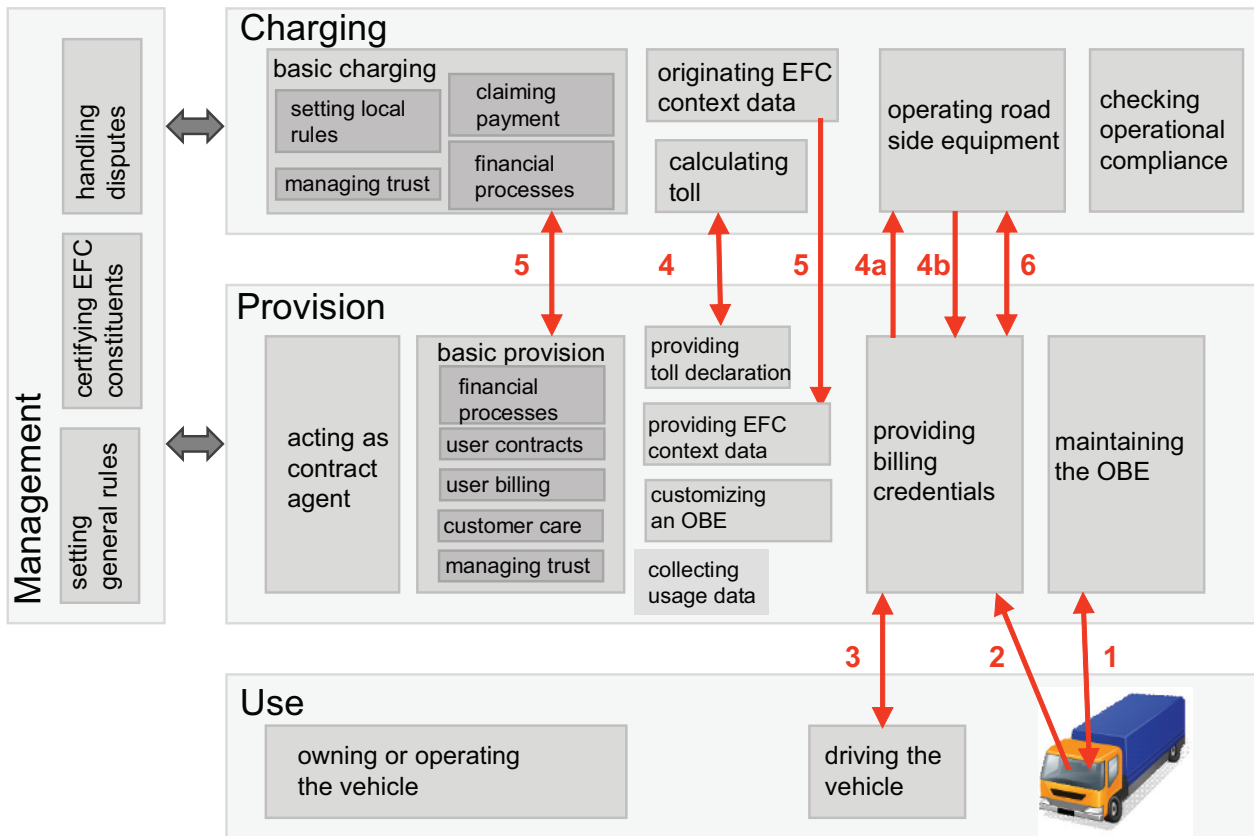 Management
handling
disputes
certifying EFC
constituents
setting
general rules
Charging
basic charging
setting local
rules
managing trust
claiming
payment
financial
processes
originating EFC
context data
calculating
toll
operating road
side equipment
checking
operational
compliance
5
4
5
4a
4b
6
Provision
acting as
contract
agent
basic provision
financial
processes
user contracts
user billing
customer care
managing trust
providing
toll declaration
providing EFC
context data
customizing
an OBE
collecting
usage data
providing
billing
credentials
maintaining
the OBE
3
2
1
Use
owning or operating
the vehicle
driving the
vehicle